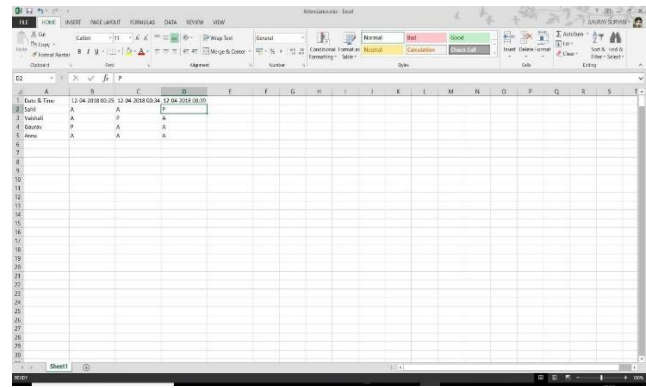 Attendance.xlsx - Excel
FILE HOME INSERT PAGE LAYOUT FORMULAS DATA REVIEW VIEW GAURAV SURYAV
Cut Calibri 11 Wrap Text General Normal Bad Good AutoSum
Copy Fill
Format Painter B I U Merge & Center Conditional Format as Neutral Calculation Check Cell Insert Delete Format Clear Sort & Find &
Formatting Table Filter Select
Clipboard Font Alignment Number Styles Cells Editing
D2 fx P
A B C D E F G H I J K L M N O P Q R S T
1 Date & Time 12-04-2018 00:25 12-04-2018 00:34 12-04-2018 00:39
2 Sahil A A P
3 Vaishali A P A
4 Gaurav P A A
5 Annu A A A
6
7
8
9
10
11
12
13
14
15
16
17
18
19
20
21
22
23
24
25
26
27
28
29
30
Sheet1
READY 100%